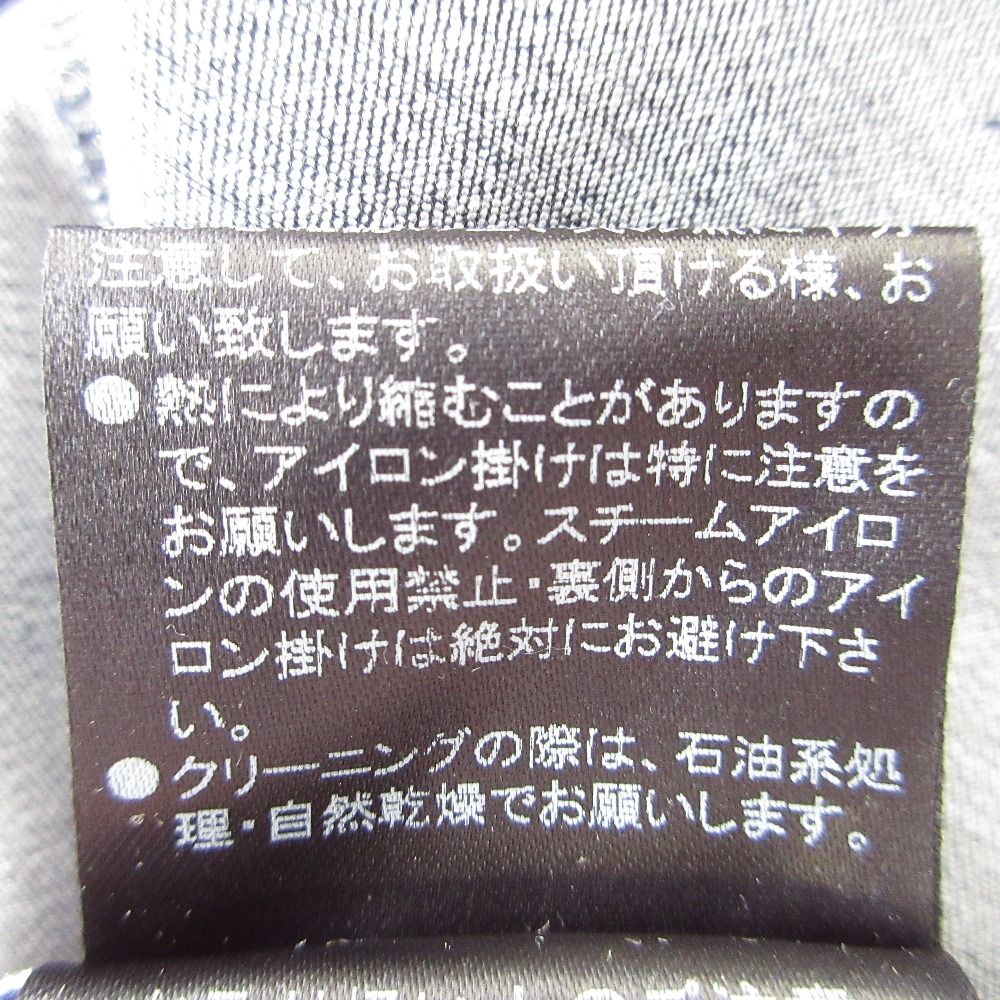 注意して、お取扱い頂ける様、お
願い致します。
●熱により縮むことがありますの
で、アイロン掛けは特に注意を
お願いします。スチームアイロ
ンの使用禁止・裏側からのアイ
ロン掛けは絶対にお避け下さ
い。
●クリーニングの際は、石油系処
理・自然乾燥でお願いします。